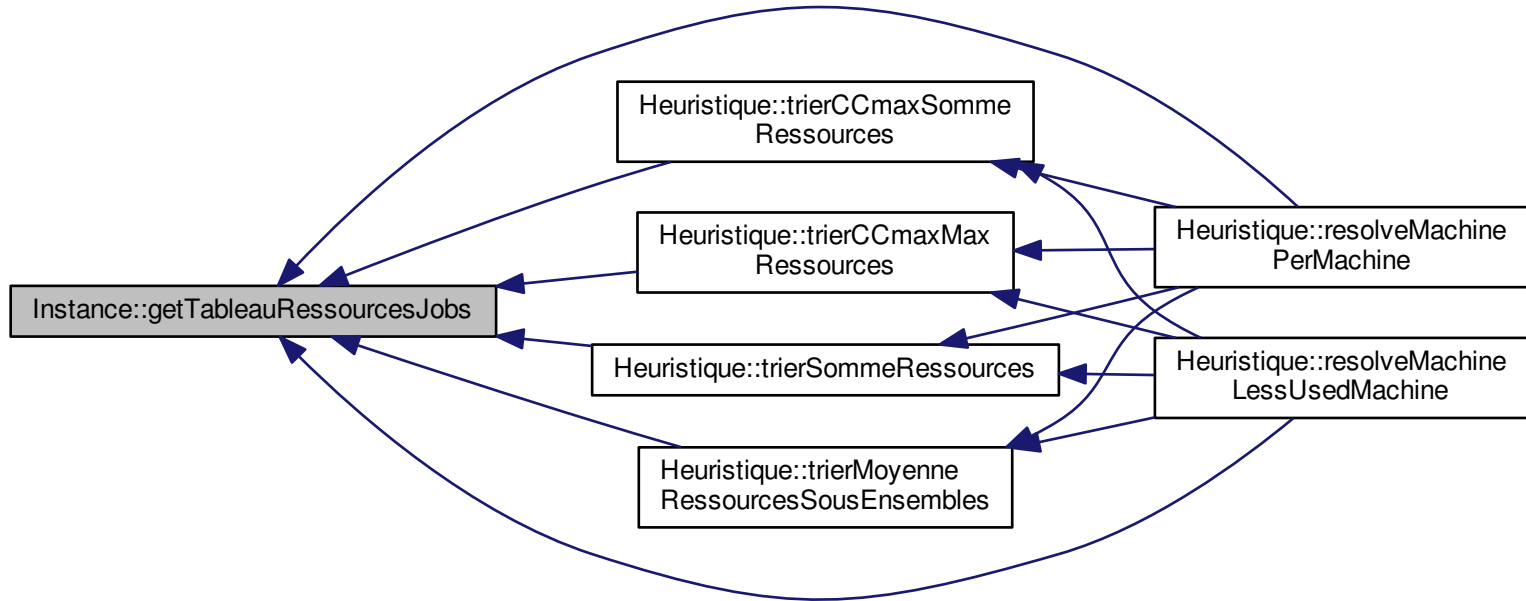 Instance::getTableauRessourcesJobs
Heuristique::trierCCmaxSomme
Ressources
Heuristique::trierCCmaxMax
Ressources
Heuristique::trierSommeRessources
Heuristique::trierMoyenne
RessourcesSousEnsembles
Heuristique::resolveMachine
PerMachine
Heuristique::resolveMachine
LessUsedMachine